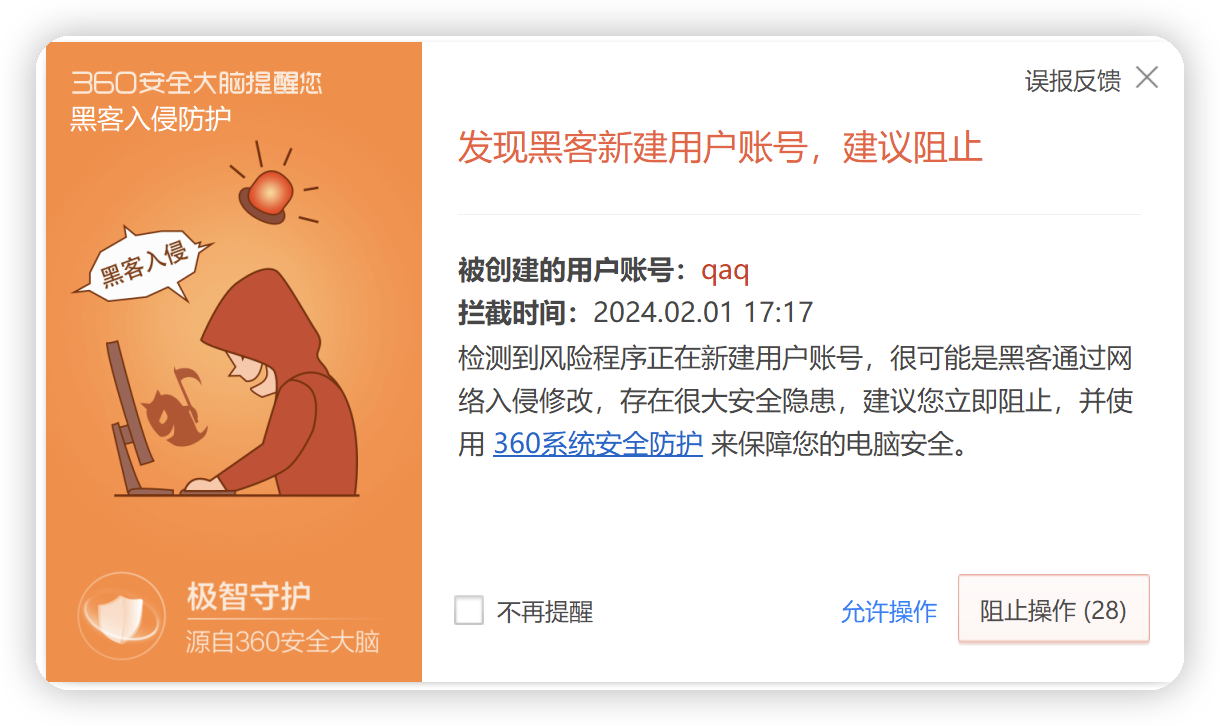 360安全大脑提醒您
黑客入侵防护
黑客入侵
极智守护
源自360安全大脑
误报反馈
发现黑客新建用户账号，建议阻止
被创建的用户账号：qaq
拦截时间：2024.02.01 17:17
检测到风险程序正在新建用户账号，很可能是黑客通过网
络入侵修改，存在很大安全隐患，建议您立即阻止，并使
用 360系统安全防护 来保障您的电脑安全。
不再提醒
允许操作
阻止操作 (28)